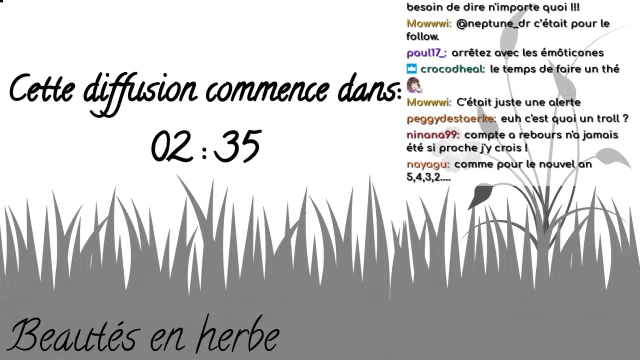 Cette diffusion commence dans:
02 : 35
besoin de dire n'importe quoi !!!
Mowwwi: @neptune_dr c'était pour le
follow.
paul17_: arrêtez avec les émôticones
crocodheal: le temps de faire un thé
Mowwwi: C'était juste une alerte
peggydestaerke: euh c'est quoi un troll ?
ninana99: compte a rebours n'a jamais
été si proche j'y crois !
nayagu: comme pour le nouvel an
5,4,3,2....
Beautés en herbe